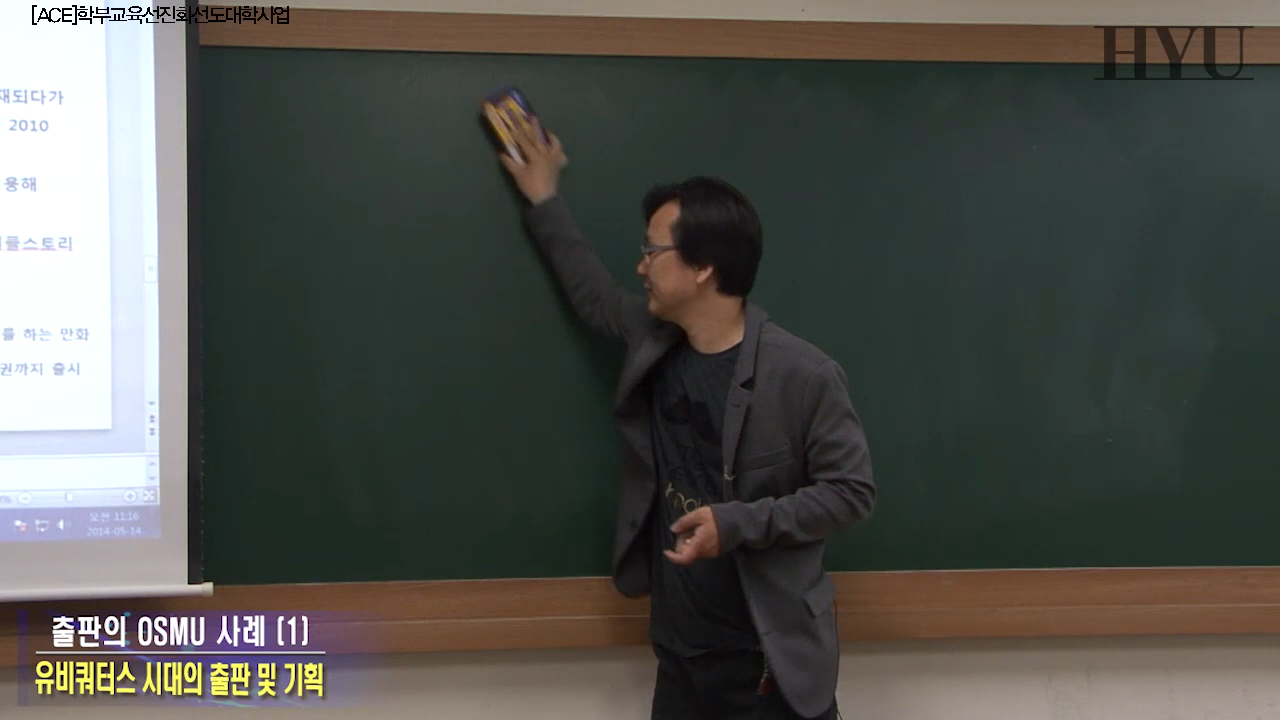 [ACE]학부교육선진화선도대학사업
HYU
재되다가
2010
용해
플스토리
를 하는 만화
권까지 출시
오전 11:16
2014-05-14
출판의 OSMU 사례 (1)
유비쿼터스 시대의 출판 및 기획